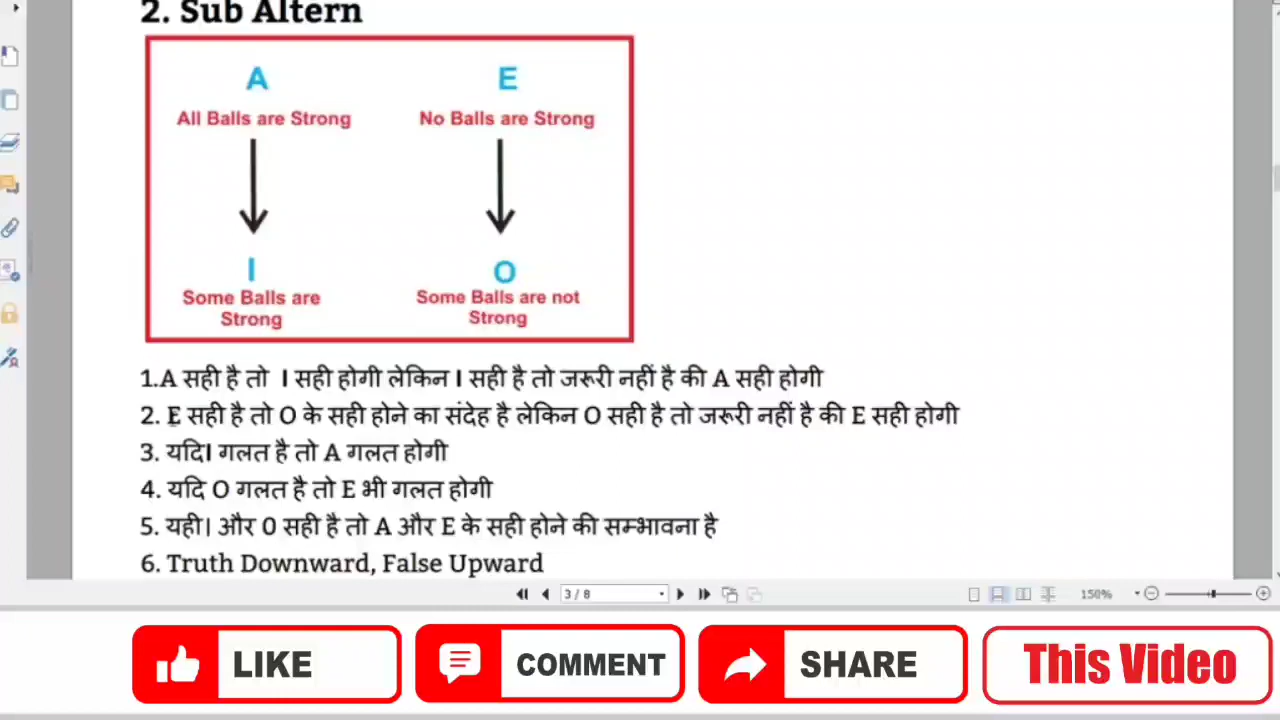 2. Sub Altern
A
E
All Balls are Strong
No Balls are Strong
I
O
Some Balls are
Strong
Some Balls are not
Strong
1.A सही है तो I सही होगी लेकिन I सही है तो जरूरी नहीं है की A सही होगी
2. E सही है तो O के सही होने का संदेह है लेकिन O सही है तो जरूरी नहीं है की E सही होगी
3. यदिI गलत है तो A गलत होगी
4. यदि O गलत है तो E भी गलत होगी
5. यही। और 0 सही है तो A और E के सही होने की सम्भावना है
6. Truth Downward, False Upward
3 / 8
150%
LIKE
COMMENT
SHARE
This Video